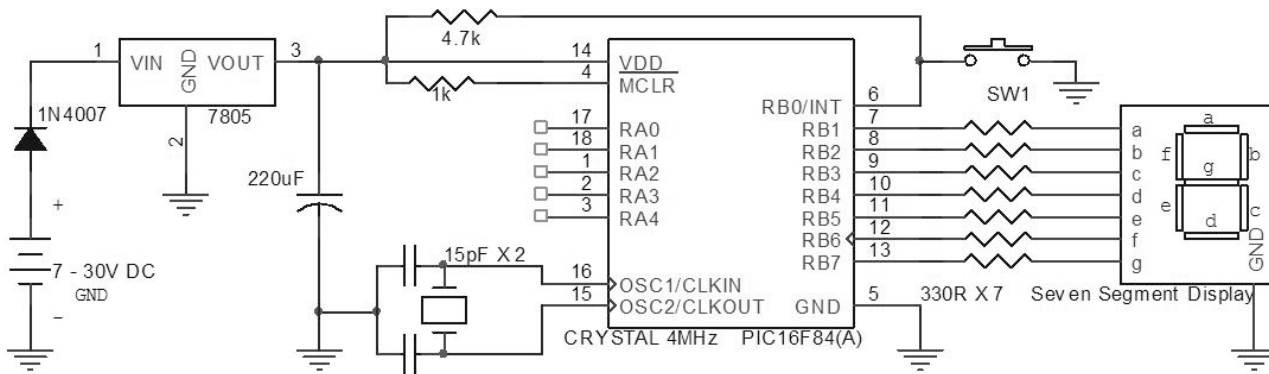 4.7k
1 VIN GND VOUT 3
7805
2
1N4007
+
7 - 30V DC
GND
−
220uF
1k
15pF X 2
14 VDD
4 MCLR
17 RA0
18 RA1
1 RA2
2 RA3
3 RA4
16 OSC1/CLKIN
15 OSC2/CLKOUT
RB0/INT 6
RB1 7
RB2 8
RB3 9
RB4 10
RB5 11
RB6 12
RB7 13
GND 5
CRYSTAL 4MHz PIC16F84(A)
SW1
330R X 7
Seven Segment Display
a
b
c
d
e
f
g
a
f b
g
e c
d
GND